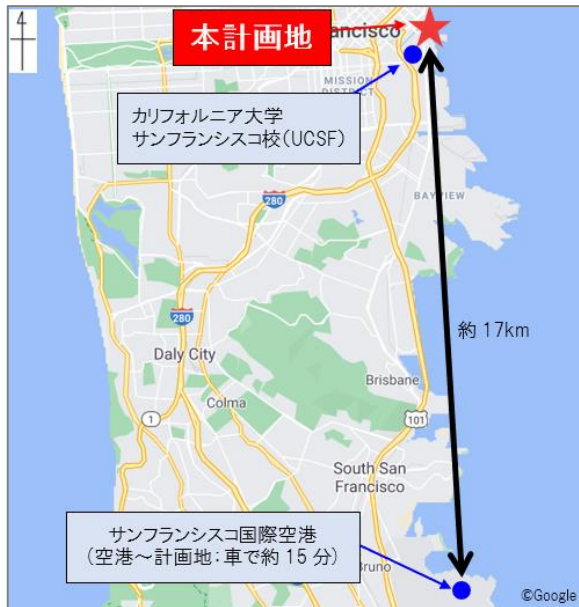 4
本計画地
ncisco
カリフォルニア大学
サンフランシスコ校(UCSF)
MISSION
DISTRICT
280
BAYVIEW
280
Daly City
約 17km
Brisbane
Colma
1
101
South San
Francisco
サンフランシスコ国際空港
(空港～計画地:車で約 15 分)
Bruno
©Google